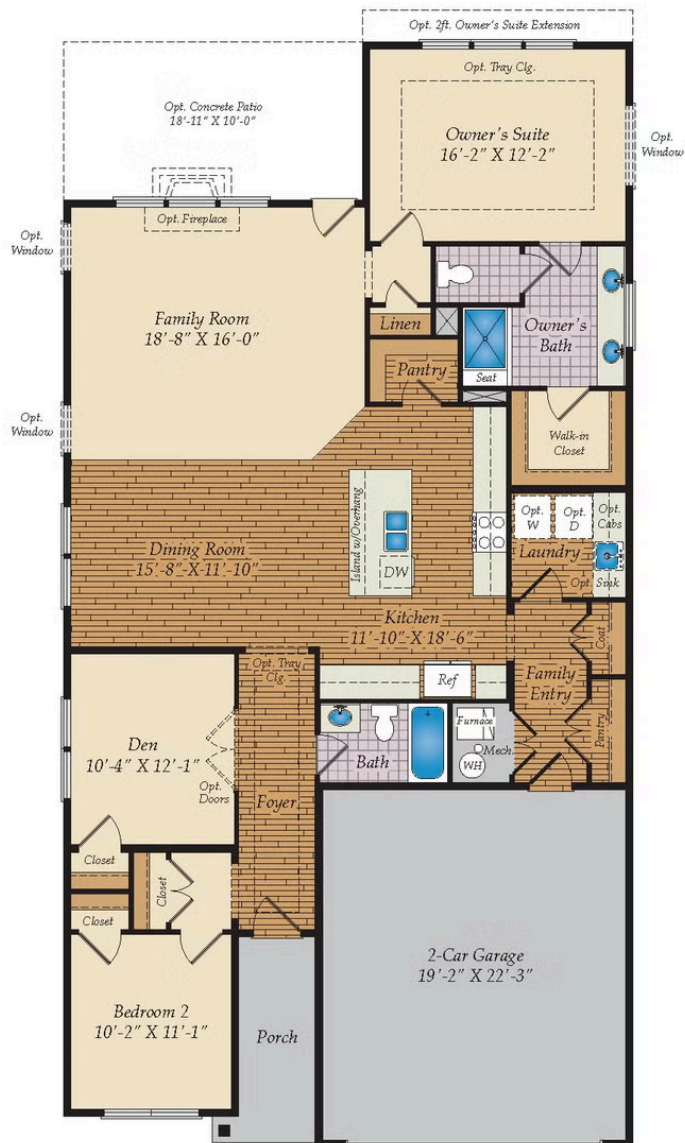 Opt. 2ft. Owner's Suite Extension
Opt. Tray Clg.
Opt. Concrete Patio
18'-11" X 10'-0"
Owner's Suite
16'-2" X 12'-2"
Opt.
Window
Opt. Fireplace
Opt.
Window
Family Room
18'-8" X 16'-0"
Linen
Owner's
Bath
Pantry
Seat
Opt.
Window
Walk-in
Closet
Island w/Overhang
Opt.
W
Opt.
D
Opt.
Cabs
Dining Room
15'-8" X 11'-10"
DW
Laundry
Opt. Sink
Kitchen
11'-10" X 18'-6"
Coat
Opt. Tray
Clg.
Family
Entry
Ref
Den
10'-4" X 12'-1"
Opt.
Doors
Bath
Furnace
Mech.
WH
Pantry
Foyer
Closet
Closet
Closet
2-Car Garage
19'-2" X 22'-3"
Bedroom 2
10'-2" X 11'-1"
Porch